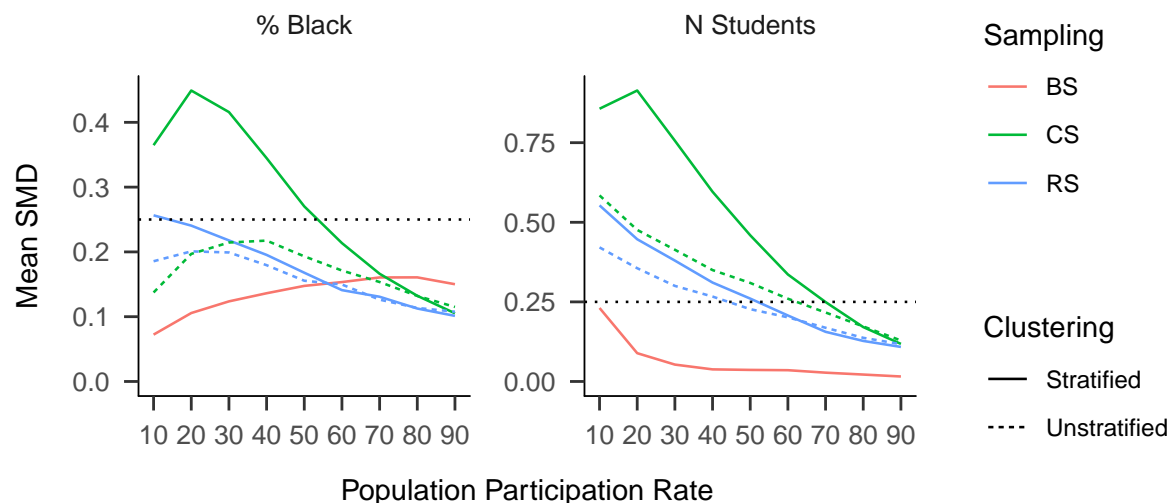 % Black
N Students
Mean SMD
0.4
0.3
0.2
0.1
0.0
10 20 30 40 50 60 70 80 90
0.75
0.50
0.25
0.00
10 20 30 40 50 60 70 80 90
Population Participation Rate
Sampling
BS
CS
RS
Clustering
Stratified
Unstratified